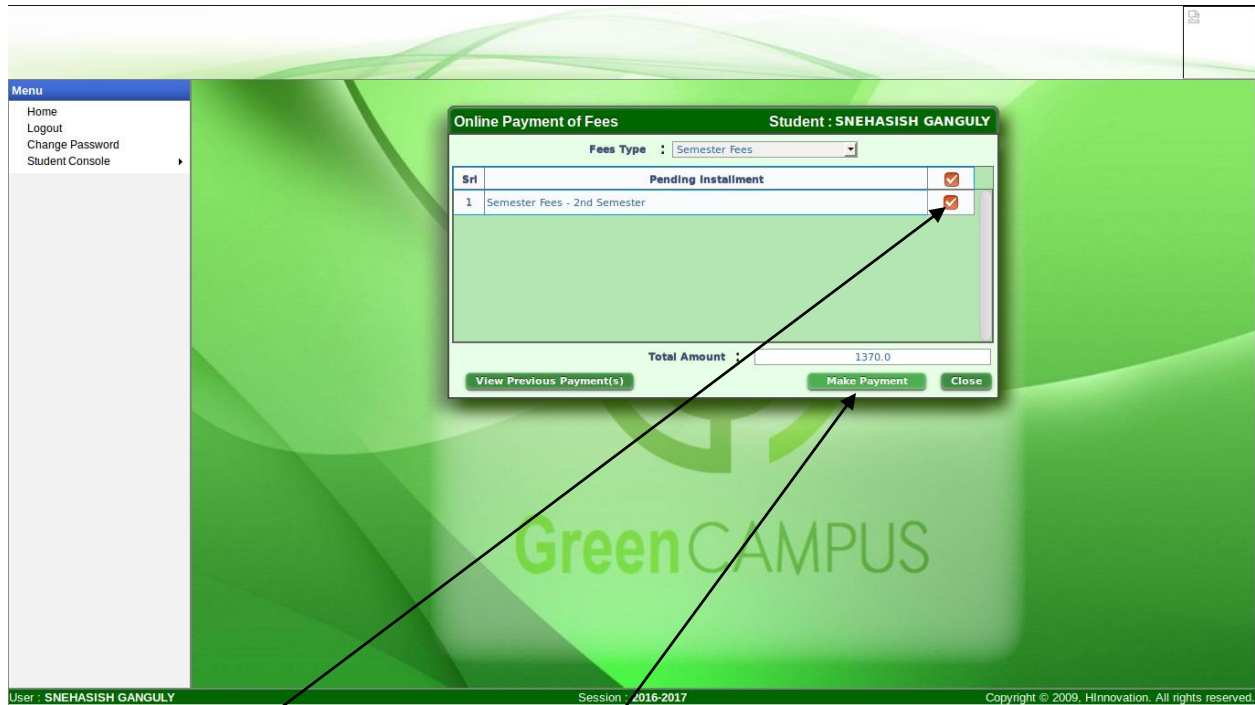 Menu
Home
Logout
Change Password
Student Console
Online Payment of Fees Student : SNEHASISH GANGULY
Fees Type : Semester Fees
Srl Pending Installment
1 Semester Fees - 2nd Semester
Total Amount : 1370.0
View Previous Payment(s) Make Payment Close
GreenCAMPUS
User : SNEHASISH GANGULY Session : 2016-2017 Copyright © 2009, HInnovation. All rights reserved.